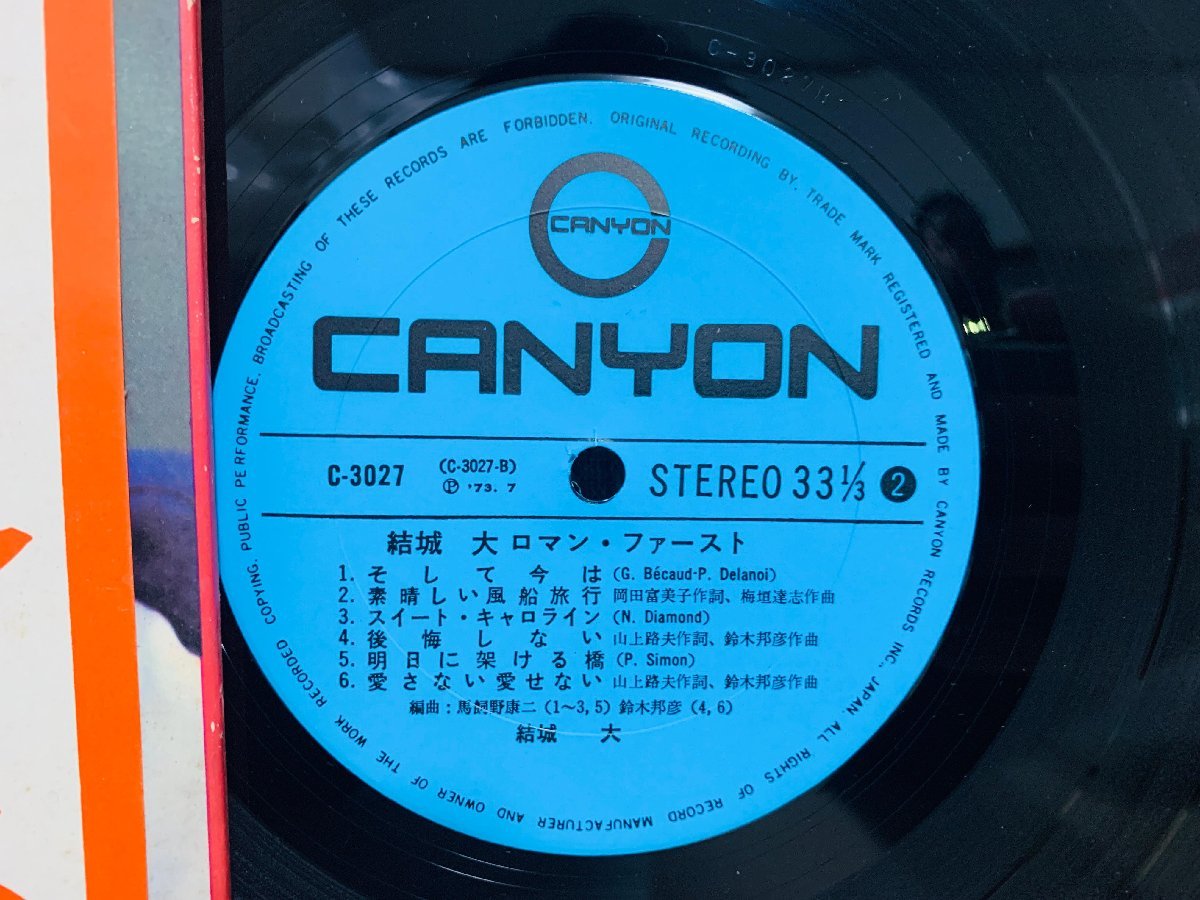 C-3027
CANYON
CANYON
C-3027
(C-3027-B)
Ⓟ '73. 7
STEREO 33 1/3 ❷
結城 大 ロマン・ファースト
1. そして今は (G. Bécaud-P. Delanoi)
2. 素晴しい風船旅行 岡田富美子作詞、梅垣達志作曲
3. スイート・キャロライン (N. Diamond)
4. 後悔しない 山上路夫作詞、鈴木邦彦作曲
5. 明日に架ける橋 (P. Simon)
6. 愛さない愛せない 山上路夫作詞、鈴木邦彦作曲
編曲：馬飼野康二 (1〜3, 5) 鈴木邦彦 (4, 6)
結城 大
ORIGINAL RECORDING BY. TRADE MARK REGISTERED AND MADE BY CANYON RECORDS INC., JAPAN. ALL RIGHTS OF RECORD MANUFACTURER AND OWNER OF THE WORK RECORDED COPYING, PUBLIC PERFORMANCE, BROADCASTING OF THESE RECORDS ARE FORBIDDEN.